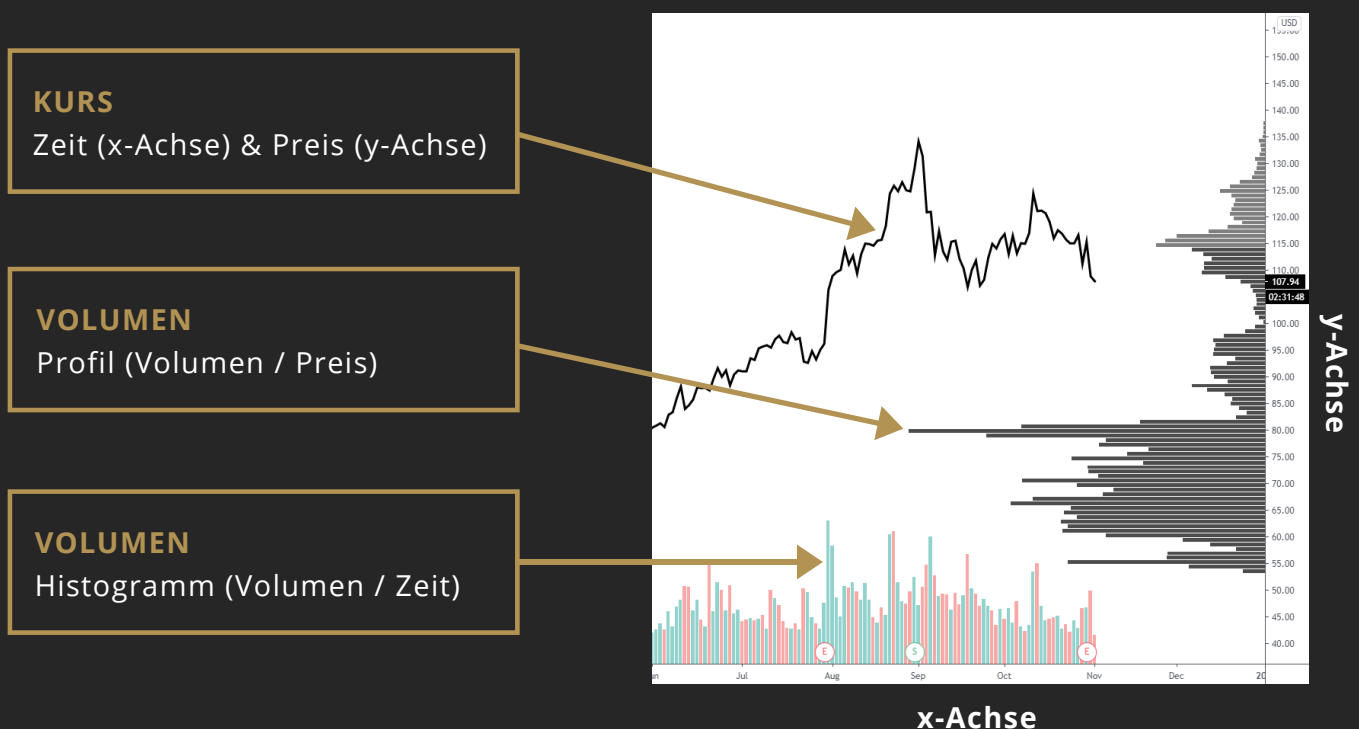 KURS
Zeit (x-Achse) & Preis (y-Achse)
VOLUMEN
Profil (Volumen / Preis)
VOLUMEN
Histogramm (Volumen / Zeit)
USD
150.00
145.00
140.00
135.00
130.00
125.00
120.00
115.00
110.00
107.94
02:31:48
100.00
95.00
90.00
85.00
80.00
75.00
70.00
65.00
60.00
55.00
50.00
45.00
40.00
y-Achse
E
S
E
Jul
Aug
Sep
Oct
Nov
Dec
x-Achse